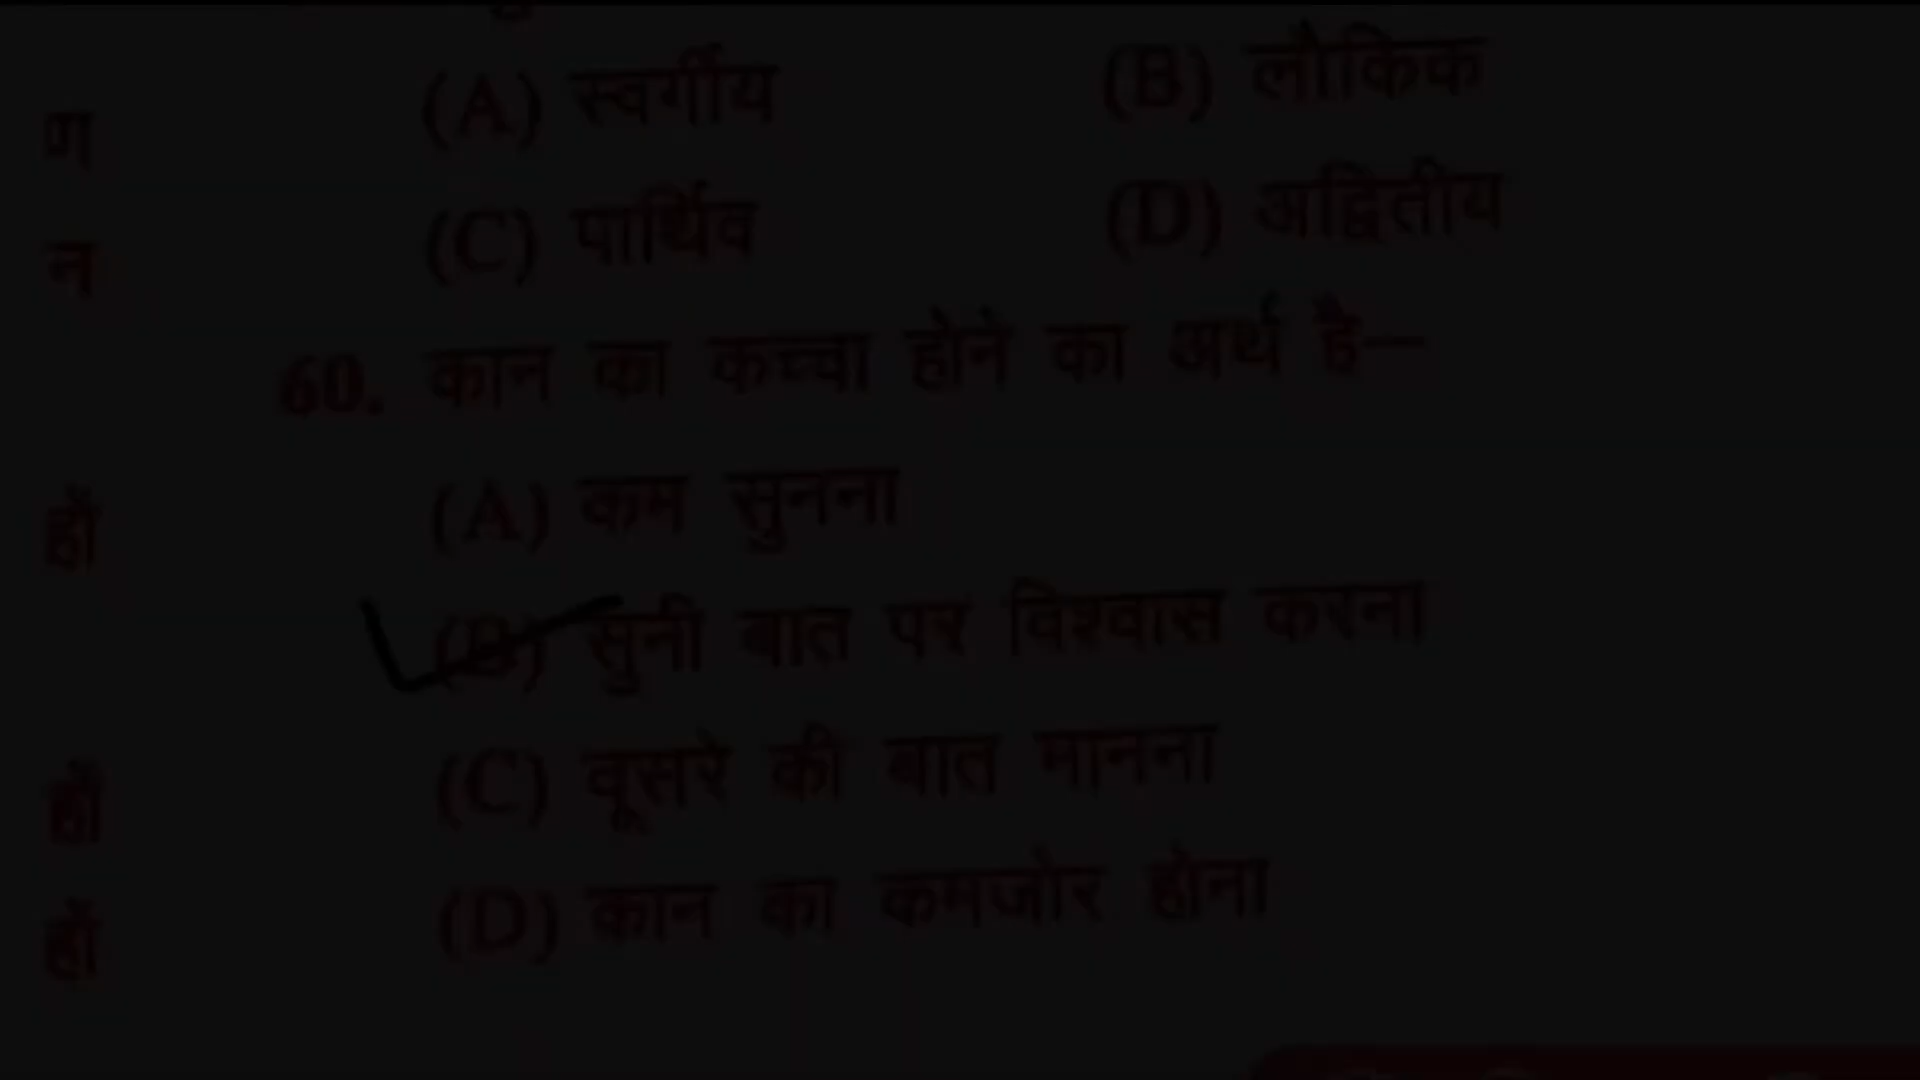 (A) स्वर्गीय (B) लौकिक
ण
(C) पार्थिव (D) अद्वितीय
न
60. कान का कच्चा होने का अर्थ है—
(A) कम सुनना
हो
(B) सुनी बात पर विश्वास करना
(C) दूसरे की बात मानना
हो
(D) कान का कमजोर होना
हो